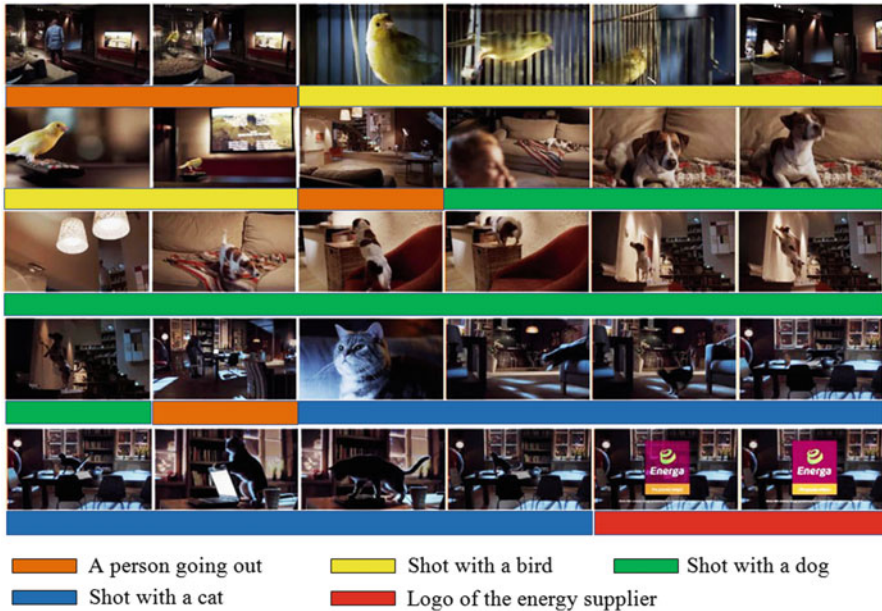 Energa
Energa
A person going out
Shot with a bird
Shot with a dog
Shot with a cat
Logo of the energy supplier